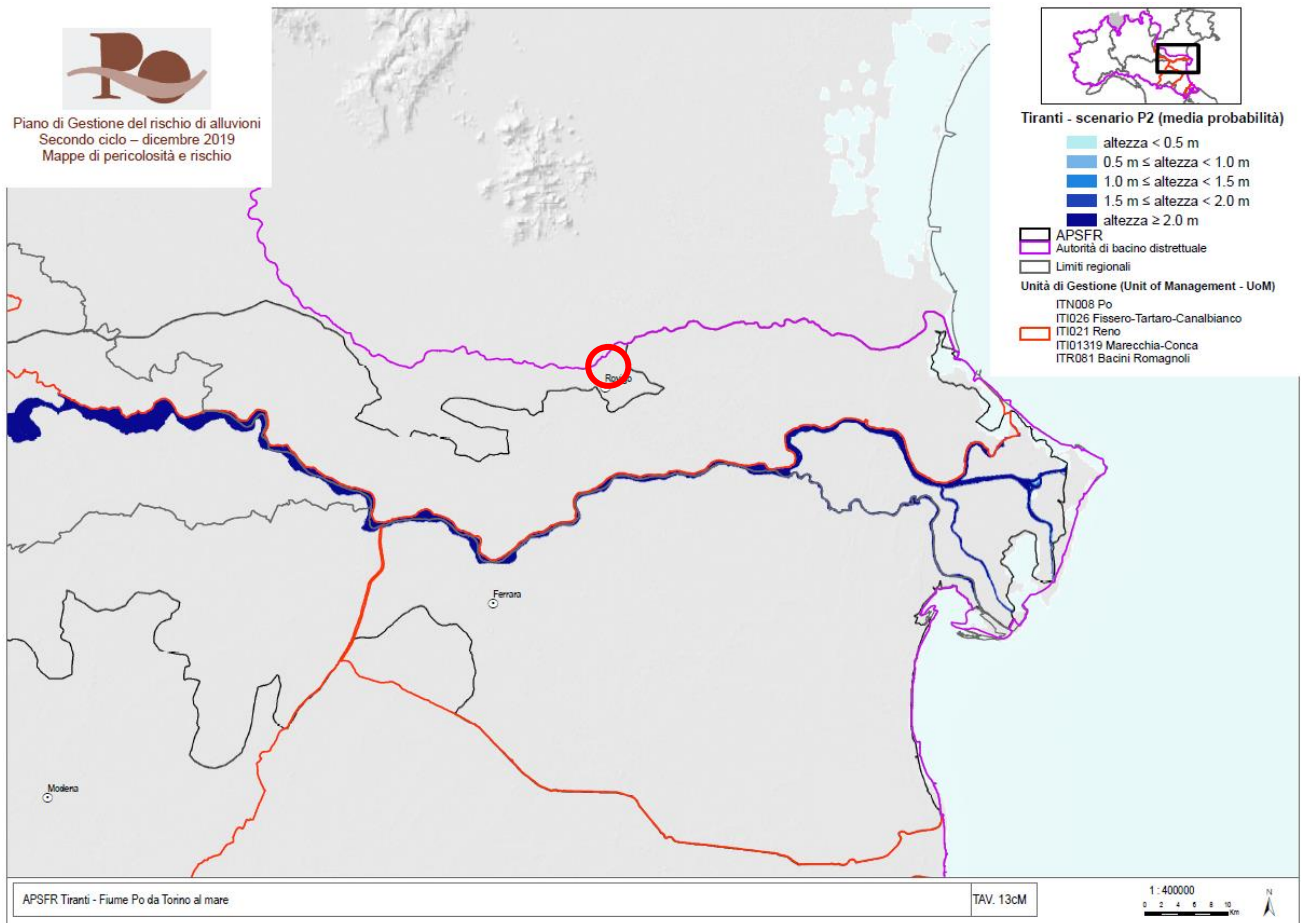 PO
Piano di Gestione del rischio di alluvioni
Secondo ciclo – dicembre 2019
Mappe di pericolosità e rischio
Tiranti - scenario P2 (media probabilità)
altezza < 0.5 m
0.5 m ≤ altezza < 1.0 m
1.0 m ≤ altezza < 1.5 m
1.5 m ≤ altezza < 2.0 m
altezza ≥ 2.0 m
APSFR
Autorità di bacino distrettuale
Limiti regionali
Unità di Gestione (Unit of Management - UoM)
ITN008 Po
ITI026 Fissero-Tartaro-Canalbianco
ITI021 Reno
ITI01319 Marecchia-Conca
ITR081 Bacini Romagnoli
Rovigo
Ferrara
Modena
APSFR Tiranti - Fiume Po da Torino al mare
TAV. 13cM
1 : 400000
0 2 4 6 8 10
Km
N